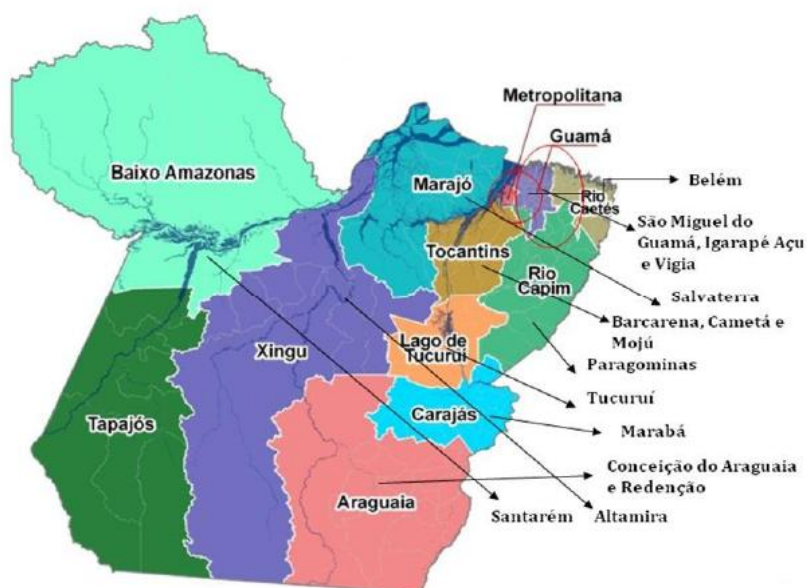 Metropolitana
Guamá
Baixo Amazonas
Marajó
Rio
Caetés
Belém
São Miguel do
Guamá, Igarapé Açu
e Vigia
Tocantins
Rio
Capim
Salvaterra
Barcarena, Cametá e
Mojú
Xingu
Lago de
Tucuruí
Paragominas
Tucuruí
Tapajós
Carajás
Marabá
Conceição do Araguaia
e Redenção
Araguaia
Santarém
Altamira